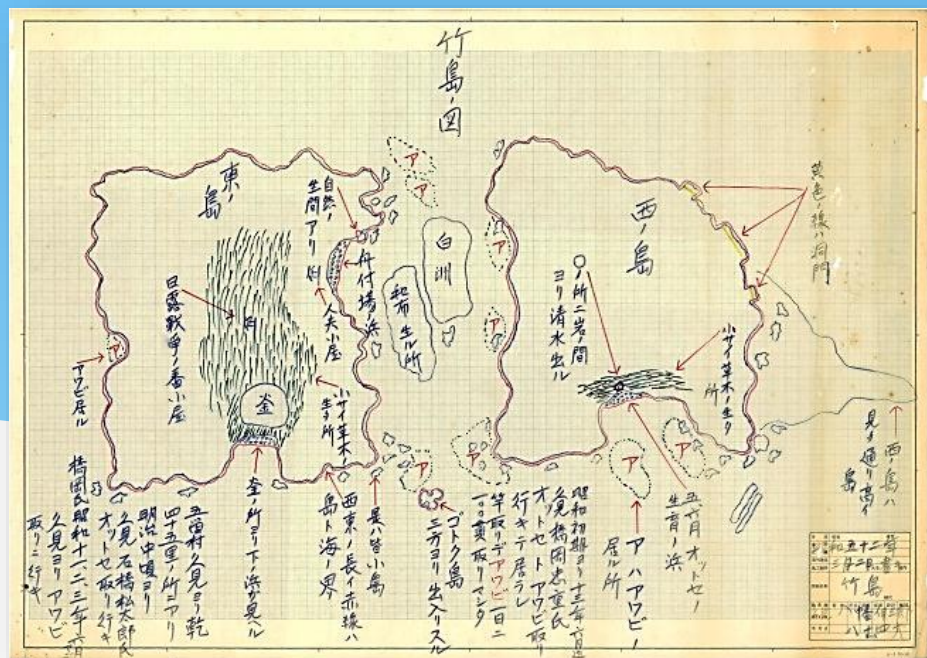 竹島ノ図
黄色ノ線ハ洞門
西ノ島ハ
見タ通リ高イ
島
西ノ島
小サイ草木ノ生タ
所
○ノ所ニ岩ノ間
ヨリ清水出ル
五六月オットセノ
生育ノ浜
アハアワビノ
居ル所
ア
ア
ア
ア
ア
ア
ア
ア
白洲
和布生ル所
東ノ島
自然ノ
生間アリ
舟付場ノ浜
人夫小屋
日露戦争ノ番小屋
小サイ草木ノ
生タ所
釜
釜ノ所ヨリ下ノ浜ガ見ヘル
アワビ居ル
西東ノ長イ赤線ハ
島ト海ノ界
是ハ皆小島
ゴトク島
三方ヨリ出入リスル
昭和初期ヨリ十三年六月迄
久見橋岡忠重氏
オットセトアワビ取リ
行キテ居ラレ
竿取リデアワビ一日ニ
一〇〇貫取リマシタ
五箇村久見ヨリ乾
四十五里ノ所ニアリ
明治中頃ヨリ
久見石橋松太郎氏
オットセ取リ行キ
橋岡氏昭和十一、二、三年六月
久見ヨリアワビ
取リニ行キ
竹島